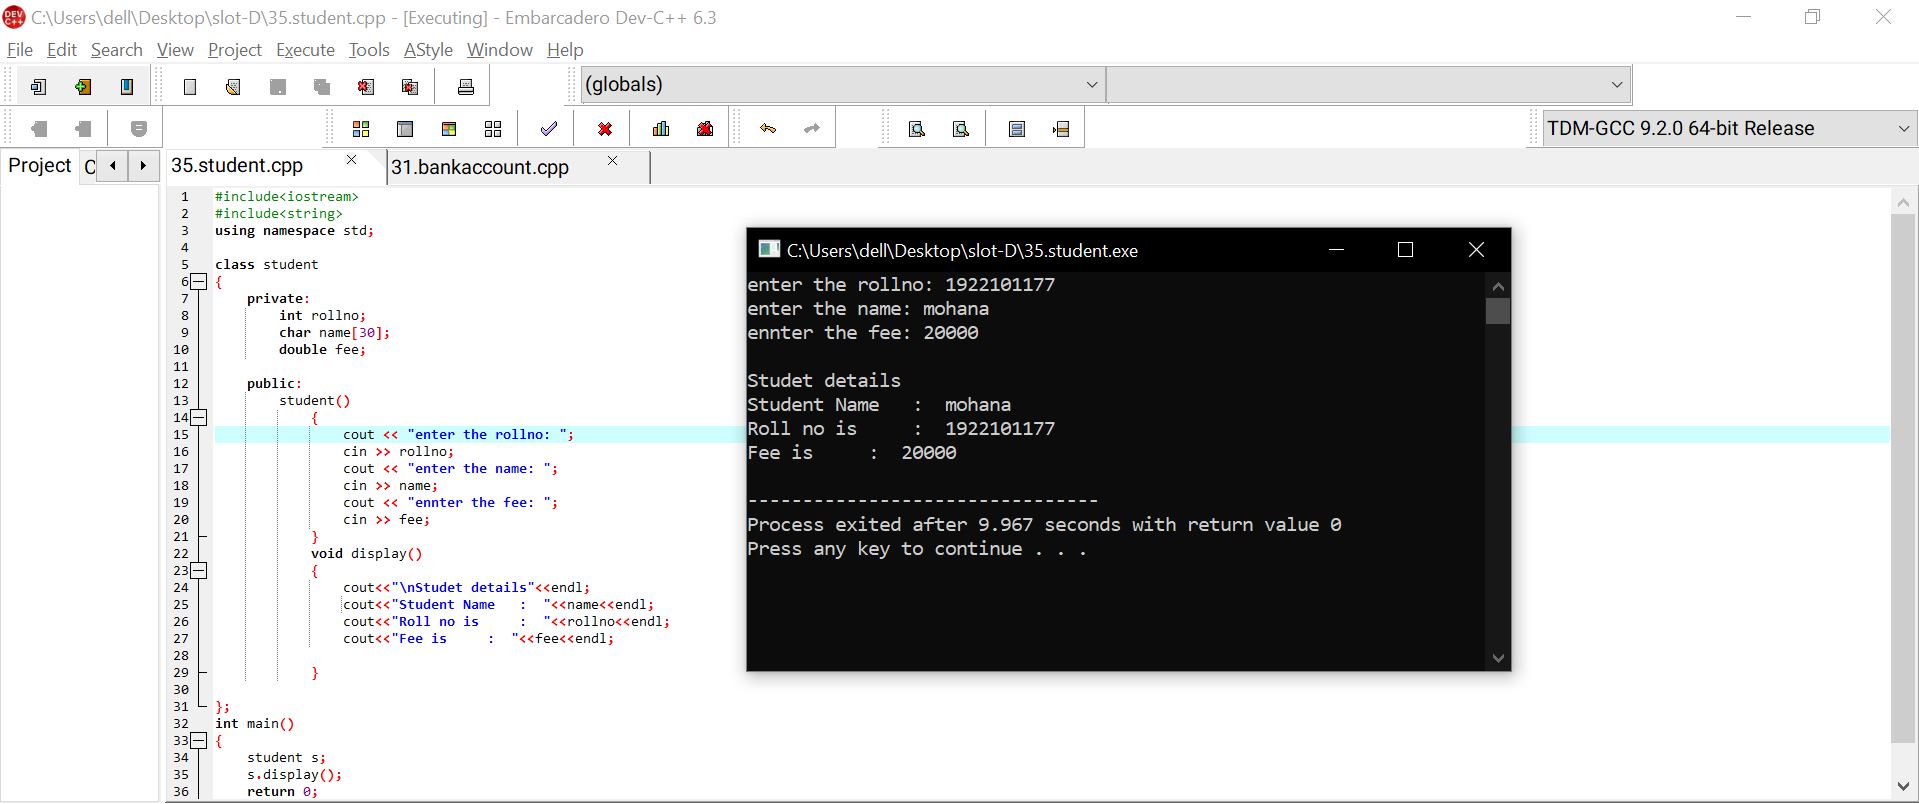 C:\Users\dell\Desktop\slot-D\35.student.cpp - [Executing] - Embarcadero Dev-C++ 6.3
File Edit Search View Project Execute Tools AStyle Window Help
(globals)
TDM-GCC 9.2.0 64-bit Release
Project C 35.student.cpp 31.bankaccount.cpp
1 #include<iostream>
2 #include<string>
3 using namespace std;
4
5 class student
6 {
7     private:
8         int rollno;
9         char name[30];
10         double fee;
11
12     public:
13         student()
14             {
15                 cout << "enter the rollno: ";
16                 cin >> rollno;
17                 cout << "enter the name: ";
18                 cin >> name;
19                 cout << "ennter the fee: ";
20                 cin >> fee;
21             }
22             void display()
23             {
24                 cout<<"\nStudet details"<<endl;
25                 cout<<"Student Name   :  "<<name<<endl;
26                 cout<<"Roll no is     :  "<<rollno<<endl;
27                 cout<<"Fee is     :  "<<fee<<endl;
28
29             }
30
31 };
32 int main()
33 {
34     student s;
35     s.display();
36     return 0;
C:\Users\dell\Desktop\slot-D\35.student.exe
enter the rollno: 1922101177
enter the name: mohana
ennter the fee: 20000
Studet details
Student Name   :  mohana
Roll no is     :  1922101177
Fee is     :  20000
--------------------------------
Process exited after 9.967 seconds with return value 0
Press any key to continue . . .